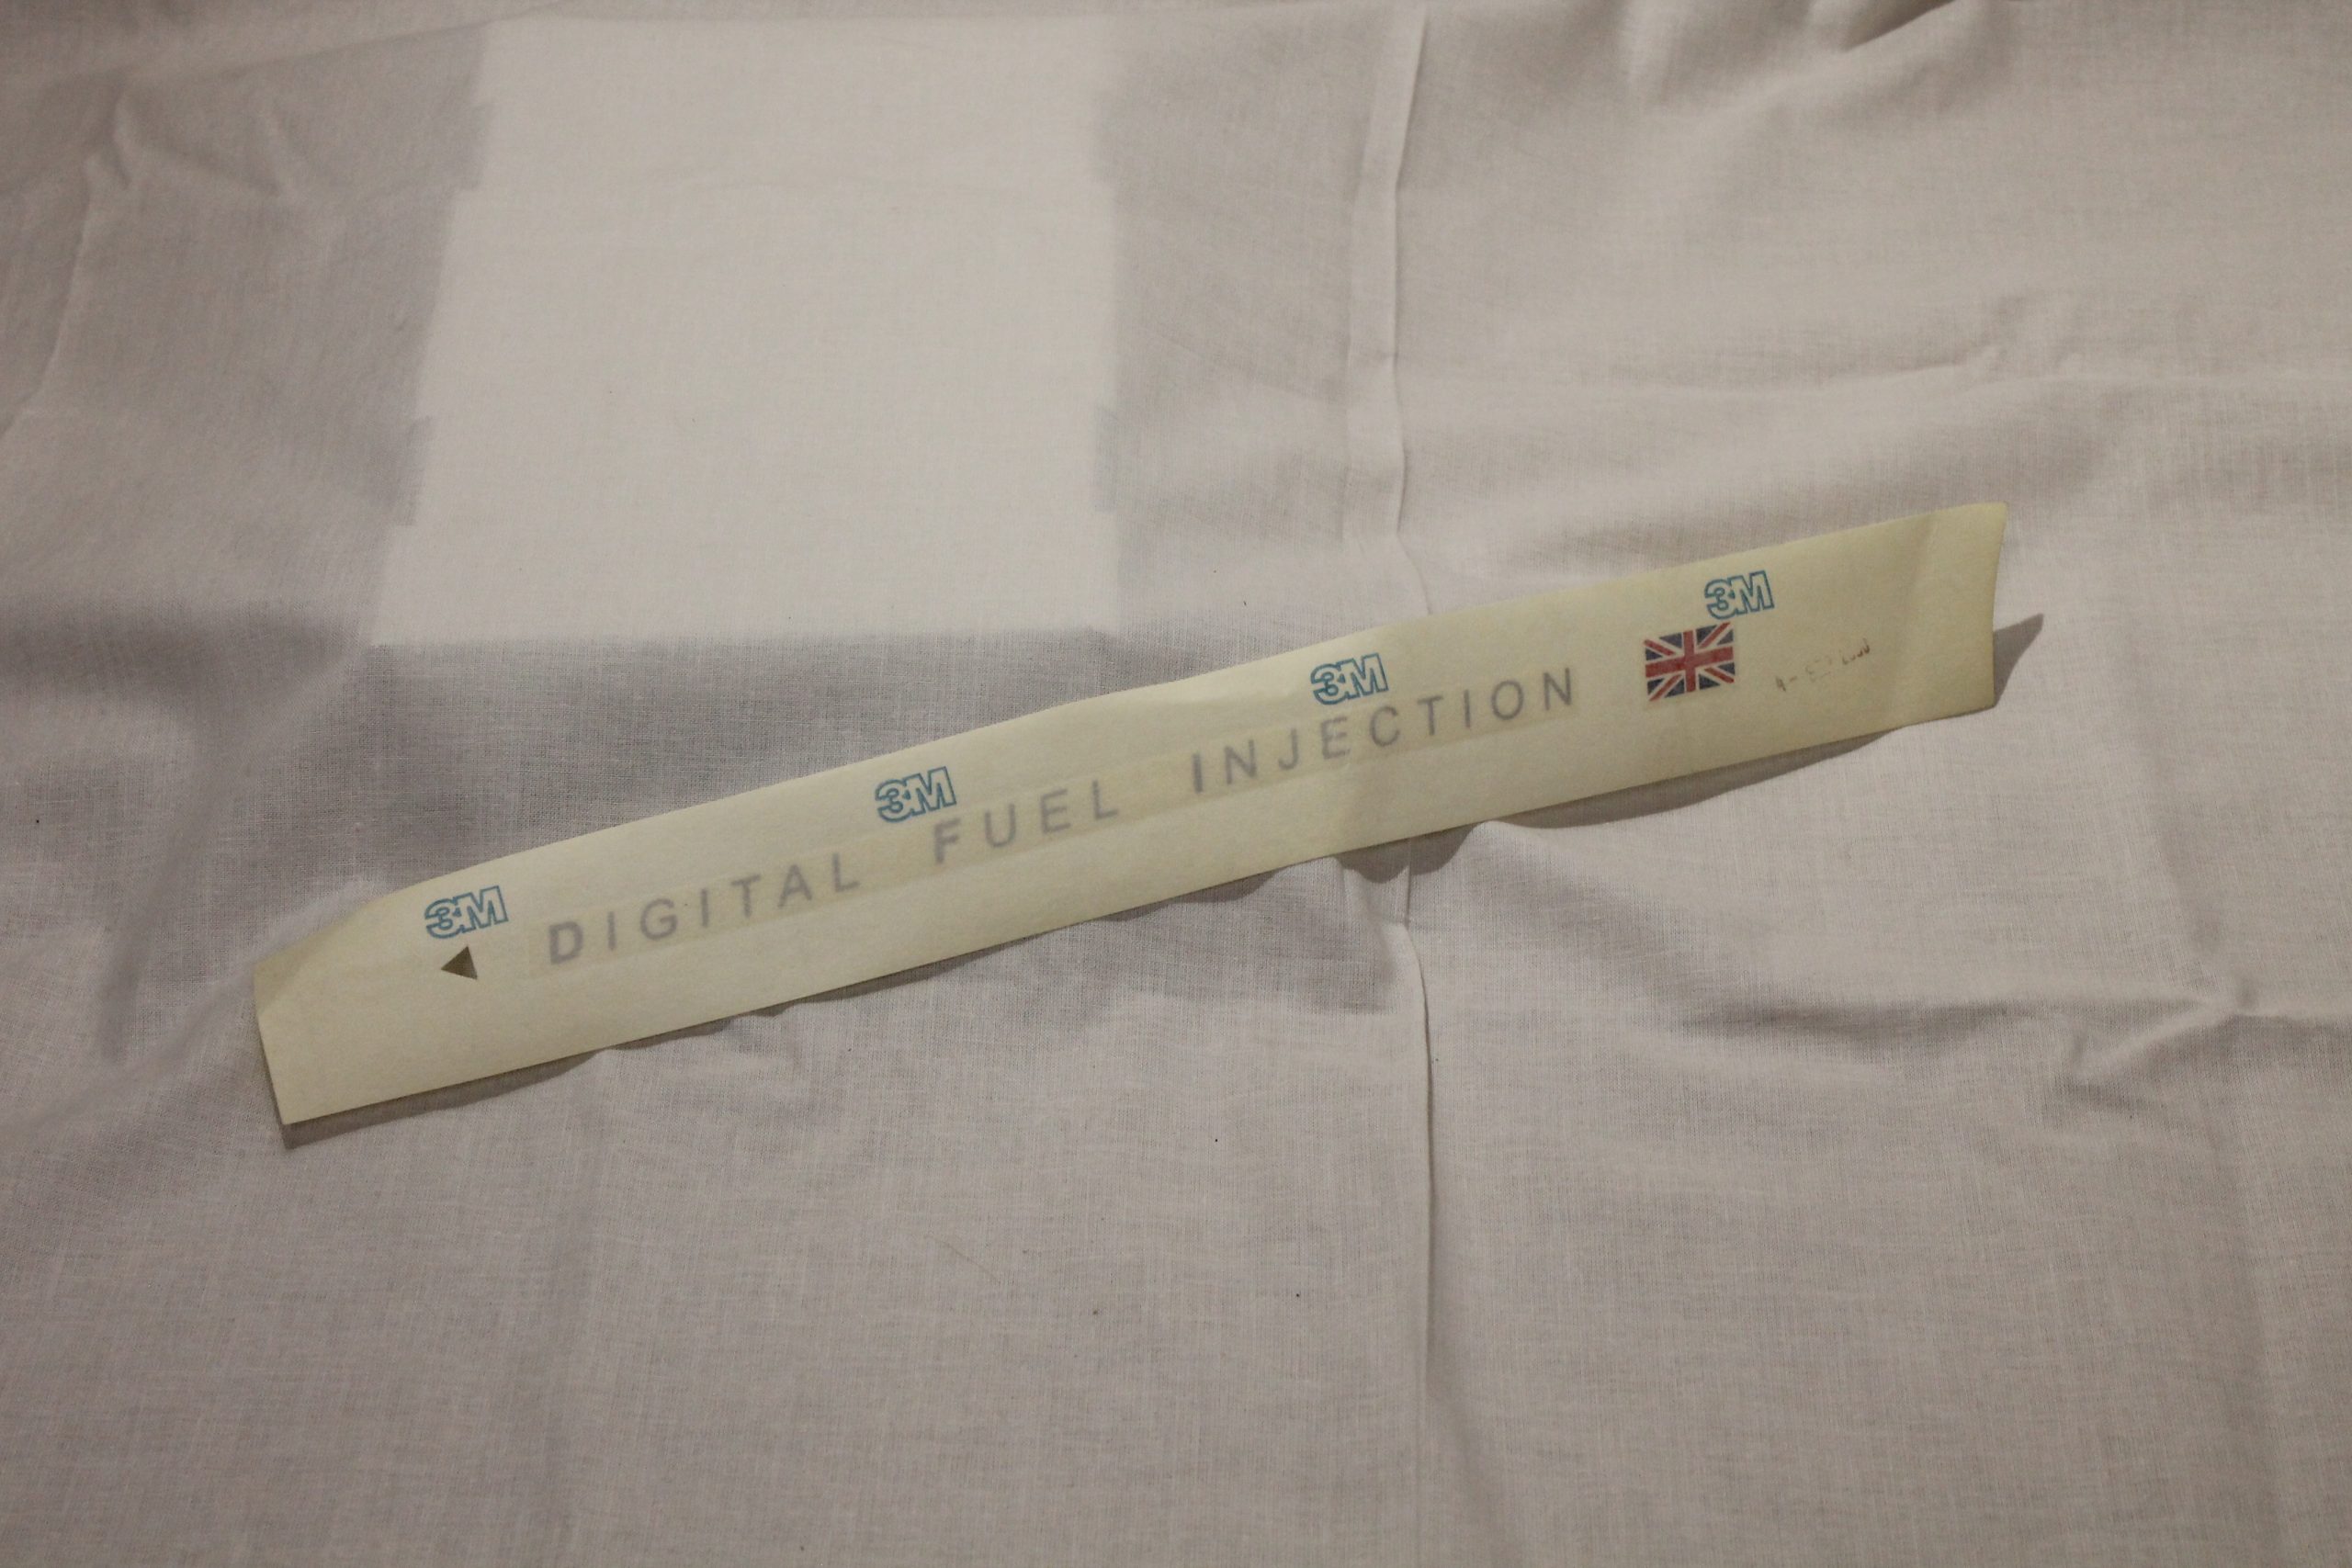 3M 3M 3M 3M
DIGITAL FUEL INJECTION